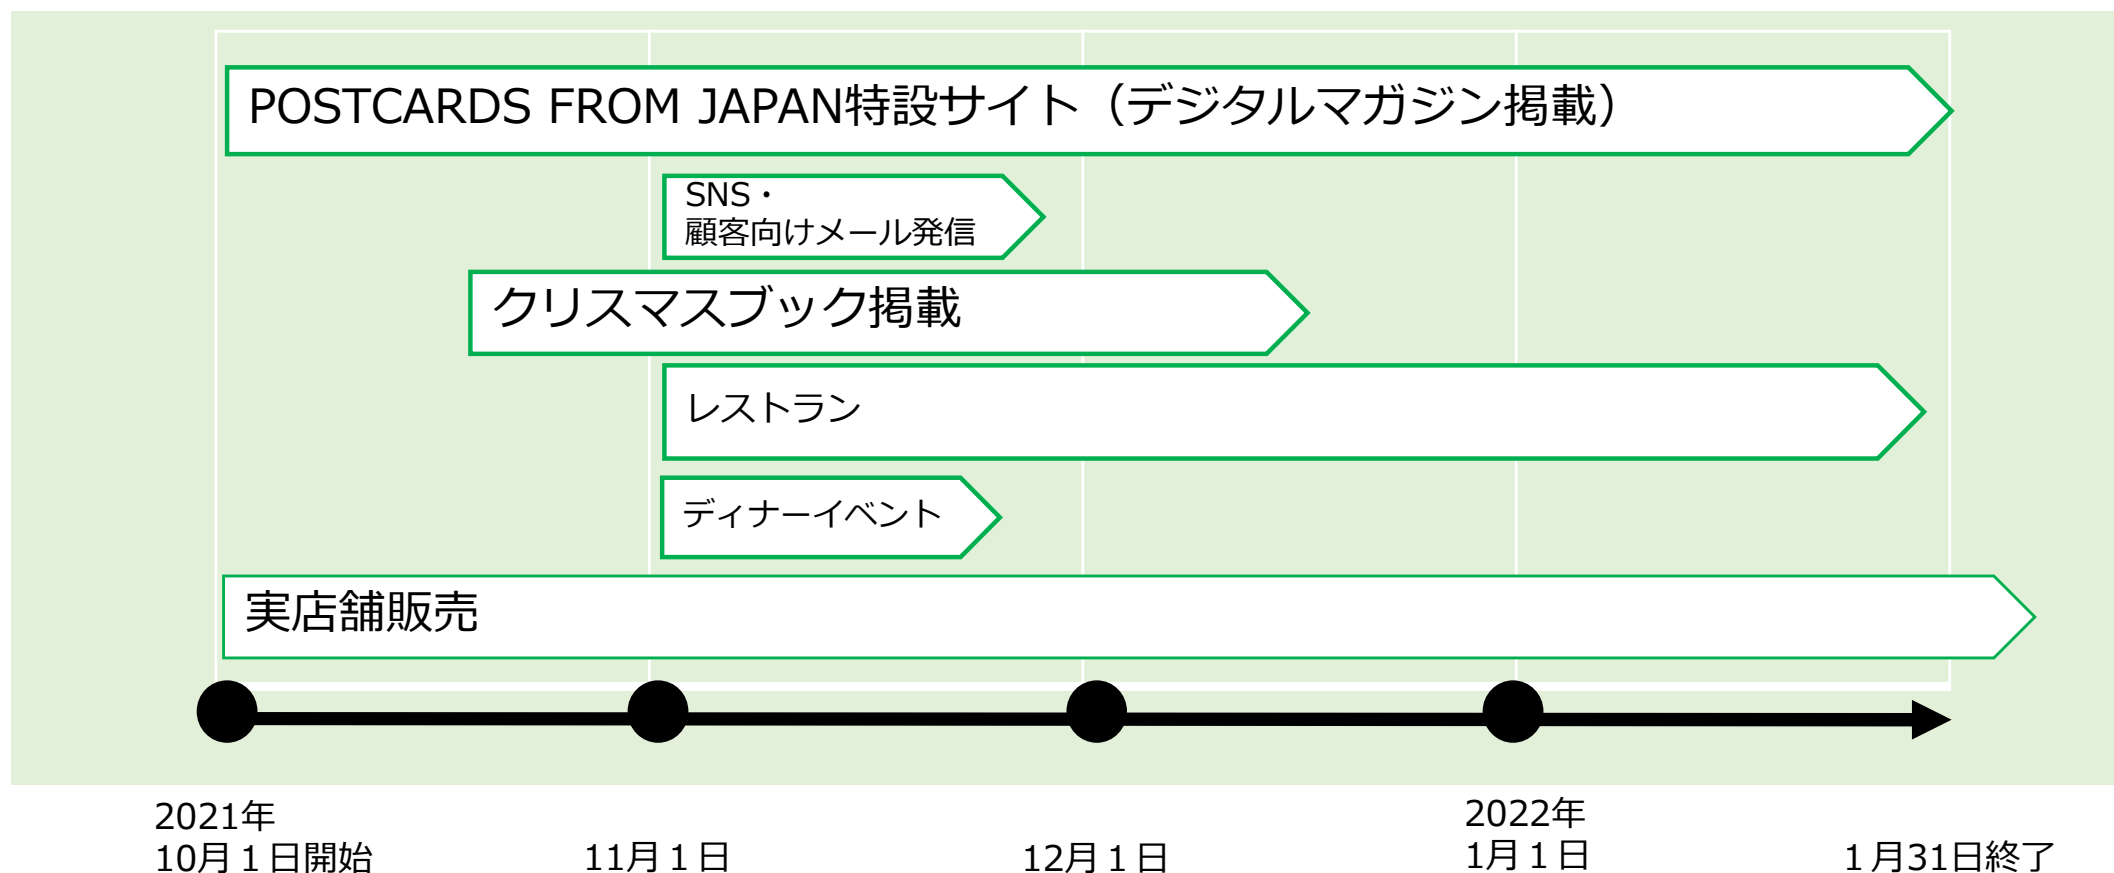 POSTCARDS FROM JAPAN特設サイト（デジタルマガジン掲載）
SNS・
顧客向けメール発信
クリスマスブック掲載
レストラン
ディナーイベント
実店舗販売
2021年
10月１日開始
11月１日
12月１日
2022年
1月１日
１月31日終了